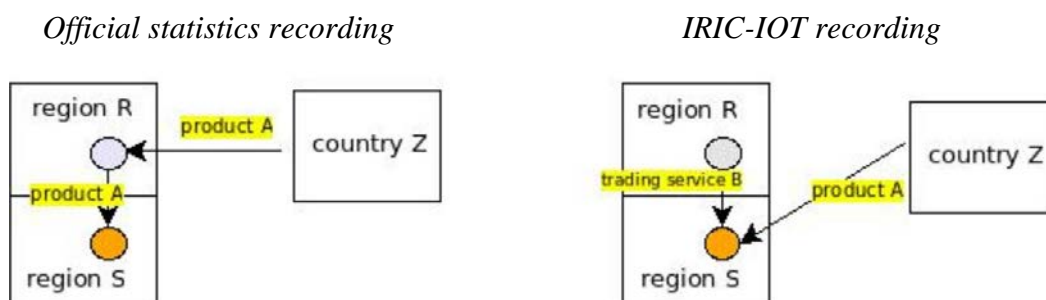 Official statistics recording
IRIC-IOT recording
region R
product A
country Z
product A
region S
region R
trading service B
product A
country Z
region S